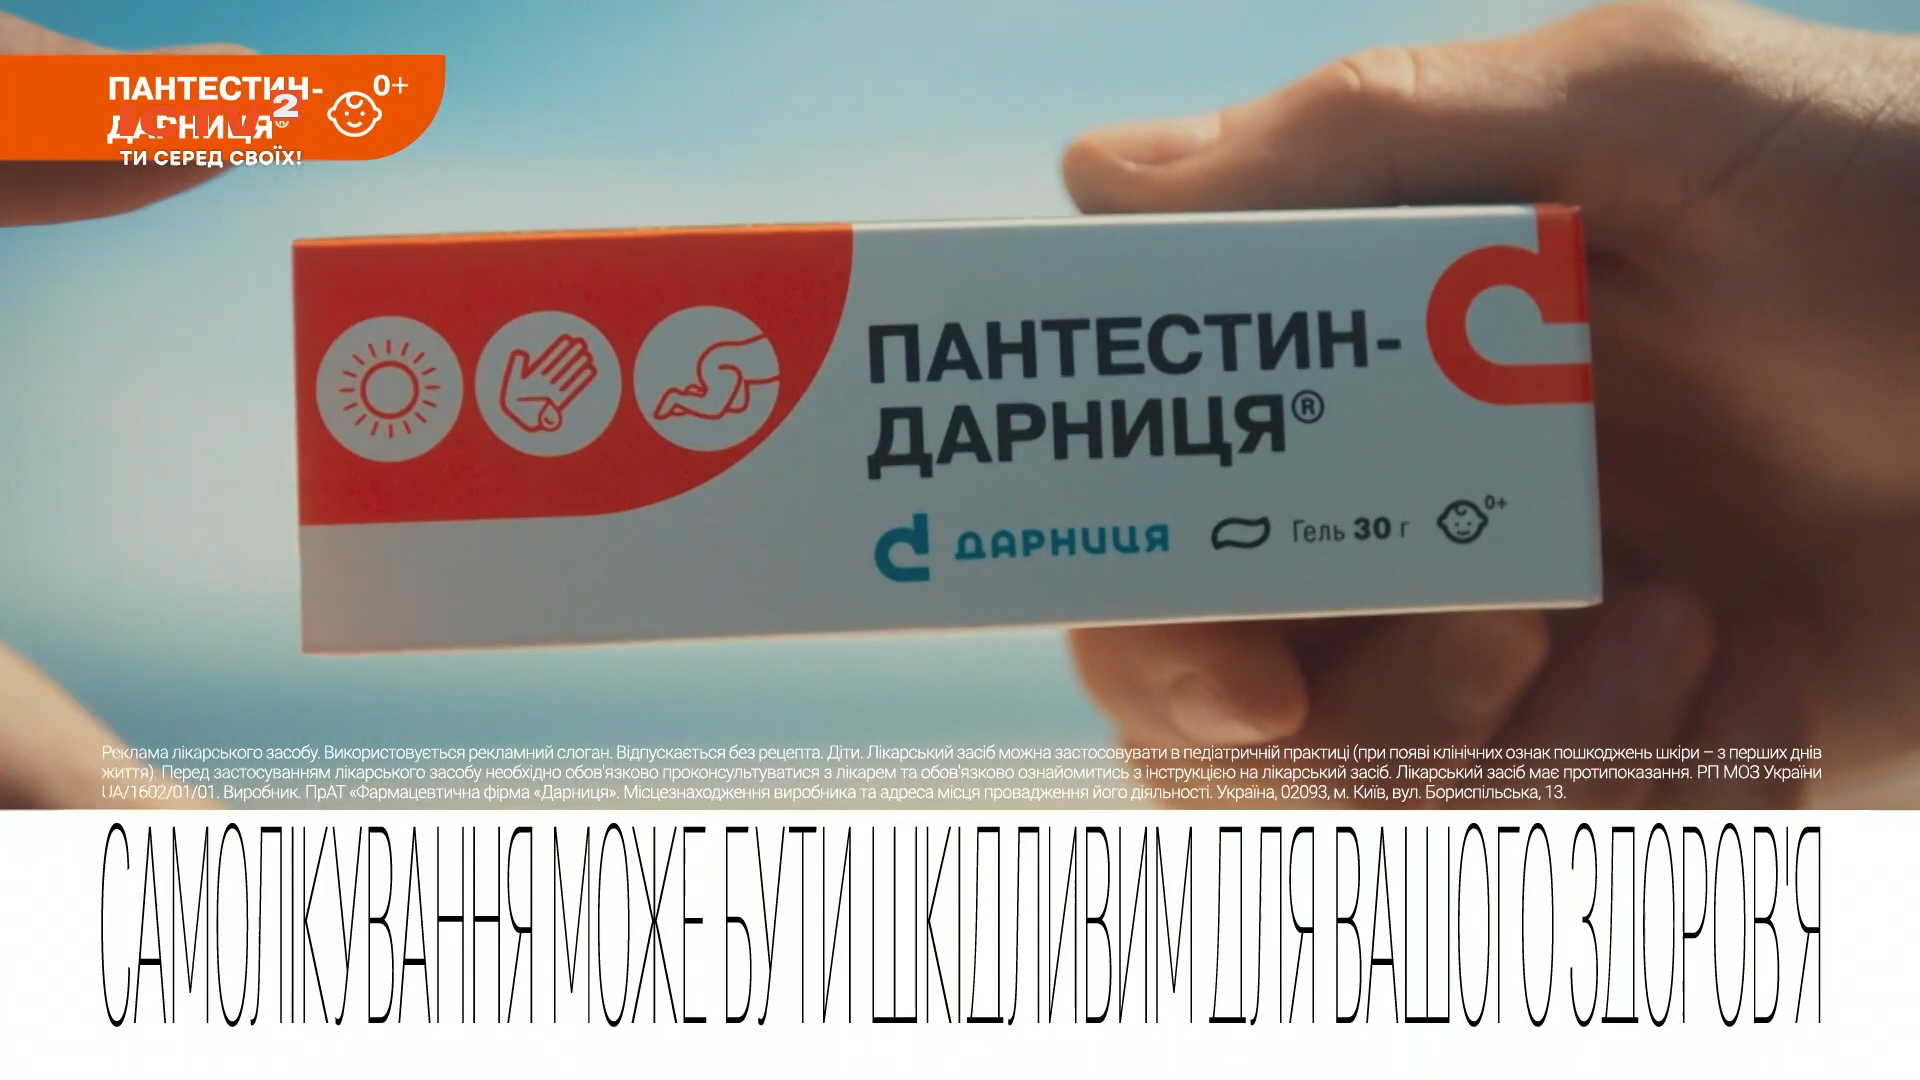 ПАНТЕСТИН-
ДАРНИЦЯ®
0+
2
ТИ СЕРЕД СВОЇХ!
ПАНТЕСТИН-
ДАРНИЦЯ®
ДАРНИЦЯ Гель 30 г 0+
Реклама лікарського засобу. Використовується рекламний слоган. Відпускається без рецепта. Діти. Лікарський засіб можна застосовувати в педіатричній практиці (при появі клінічних ознак пошкоджень шкіри – з перших днів
життя). Перед застосуванням лікарського засобу необхідно обов'язково проконсультуватися з лікарем та обов'язково ознайомитись з інструкцією на лікарський засіб. Лікарський засіб має протипоказання. РП МОЗ України
UA/1602/01/01. Виробник. ПрАТ «Фармацевтична фірма «Дарниця». Місцезнаходження виробника та адреса місця провадження його діяльності. Україна, 02093, м. Київ, вул. Бориспільська, 13.
САМОЛІКУВАННЯ МОЖЕ БУТИ ШКІДЛИВИМ ДЛЯ ВАШОГО ЗДОРОВ'Я